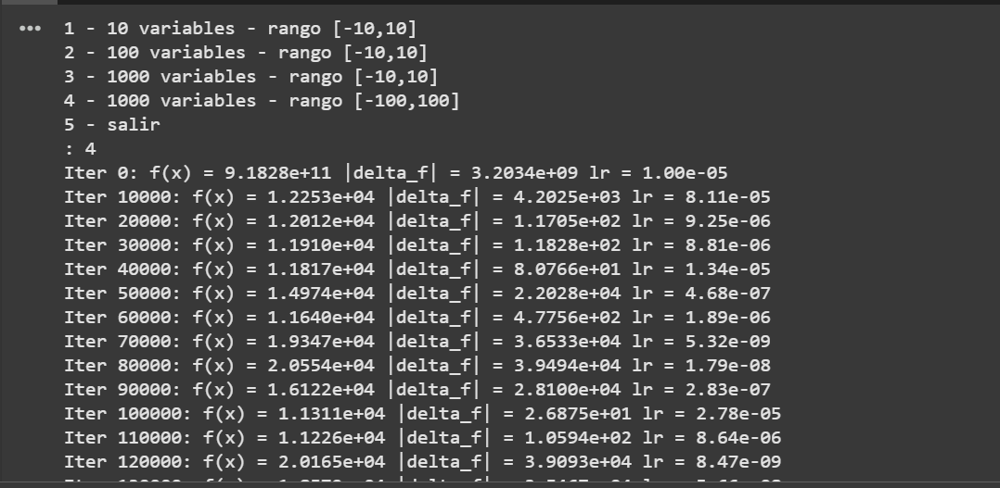 1 - 10 variables - rango [-10,10]
2 - 100 variables - rango [-10,10]
3 - 1000 variables - rango [-10,10]
4 - 1000 variables - rango [-100,100]
5 - salir
: 4
Iter 0: f(x) = 9.1828e+11 |delta_f| = 3.2034e+09 lr = 1.00e-05
Iter 10000: f(x) = 1.2253e+04 |delta_f| = 4.2025e+03 lr = 8.11e-05
Iter 20000: f(x) = 1.2012e+04 |delta_f| = 1.1705e+02 lr = 9.25e-06
Iter 30000: f(x) = 1.1910e+04 |delta_f| = 1.1828e+02 lr = 8.81e-06
Iter 40000: f(x) = 1.1817e+04 |delta_f| = 8.0766e+01 lr = 1.34e-05
Iter 50000: f(x) = 1.4974e+04 |delta_f| = 2.2028e+04 lr = 4.68e-07
Iter 60000: f(x) = 1.1640e+04 |delta_f| = 4.7756e+02 lr = 1.89e-06
Iter 70000: f(x) = 1.9347e+04 |delta_f| = 3.6533e+04 lr = 5.32e-09
Iter 80000: f(x) = 2.0554e+04 |delta_f| = 3.9494e+04 lr = 1.79e-08
Iter 90000: f(x) = 1.6122e+04 |delta_f| = 2.8100e+04 lr = 2.83e-07
Iter 100000: f(x) = 1.1311e+04 |delta_f| = 2.6875e+01 lr = 2.78e-05
Iter 110000: f(x) = 1.1226e+04 |delta_f| = 1.0594e+02 lr = 8.64e-06
Iter 120000: f(x) = 2.0165e+04 |delta_f| = 3.9093e+04 lr = 8.47e-09